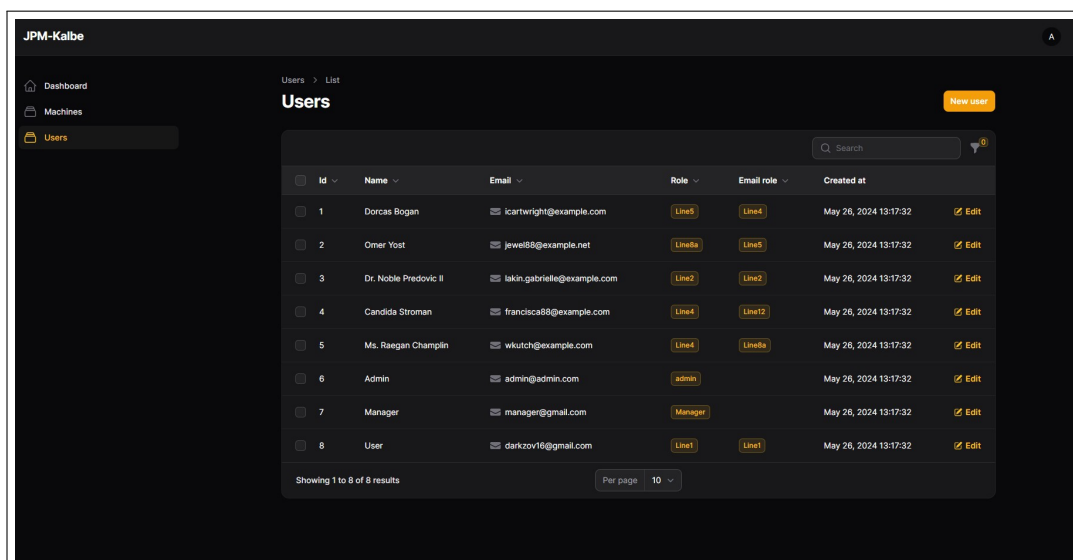 JPM-Kalbe
A
Dashboard
Machines
Users
Users > List
Users
New user
Search
0
Id Name Email Role Email role Created at
1 Dorcas Bogan icartwright@example.com Line5 Line4 May 26, 2024 13:17:32 Edit
2 Omer Yost jewel88@example.net Line8a Line5 May 26, 2024 13:17:32 Edit
3 Dr. Noble Predovic II lakin.gabrielle@example.com Line2 Line2 May 26, 2024 13:17:32 Edit
4 Candida Stroman francisca88@example.com Line4 Line12 May 26, 2024 13:17:32 Edit
5 Ms. Raegan Champlin wkutch@example.com Line4 Line8a May 26, 2024 13:17:32 Edit
6 Admin admin@admin.com admin May 26, 2024 13:17:32 Edit
7 Manager manager@gmail.com Manager May 26, 2024 13:17:32 Edit
8 User darkzov16@gmail.com Line1 Line1 May 26, 2024 13:17:32 Edit
Showing 1 to 8 of 8 results Per page 10